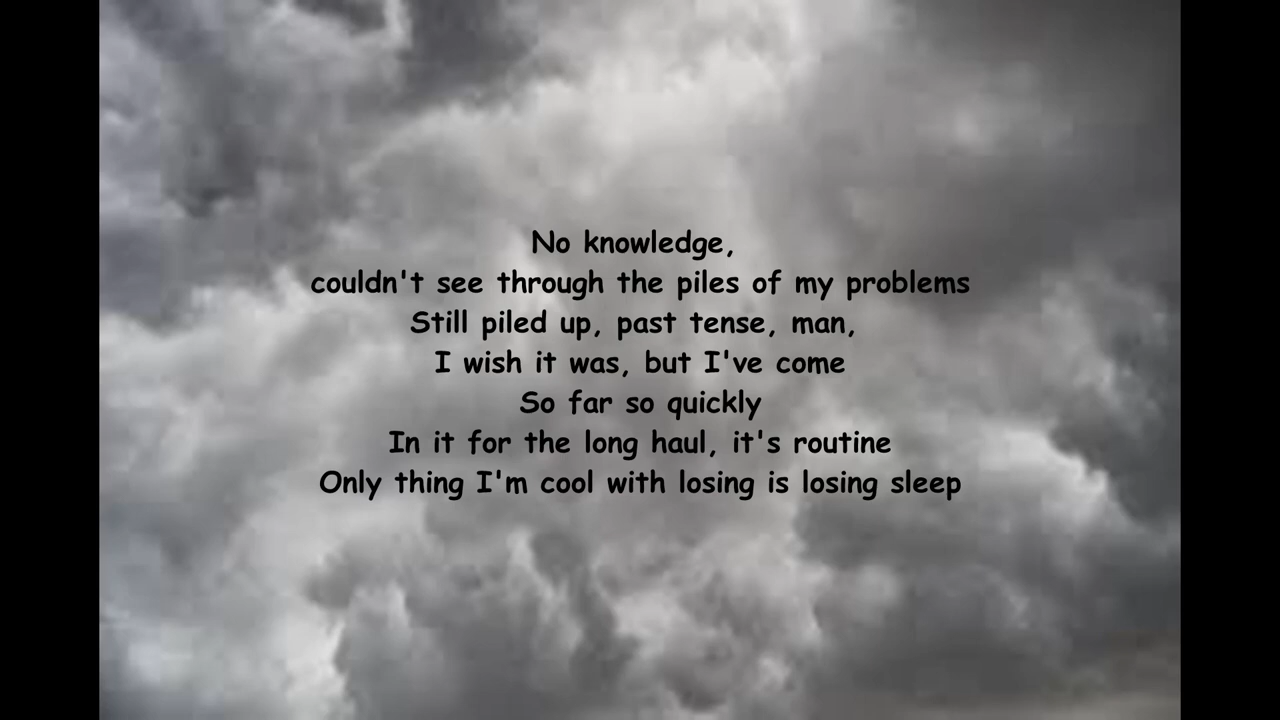 No knowledge,
couldn't see through the piles of my problems
Still piled up, past tense, man,
I wish it was, but I've come
So far so quickly
In it for the long haul, it's routine
Only thing I'm cool with losing is losing sleep